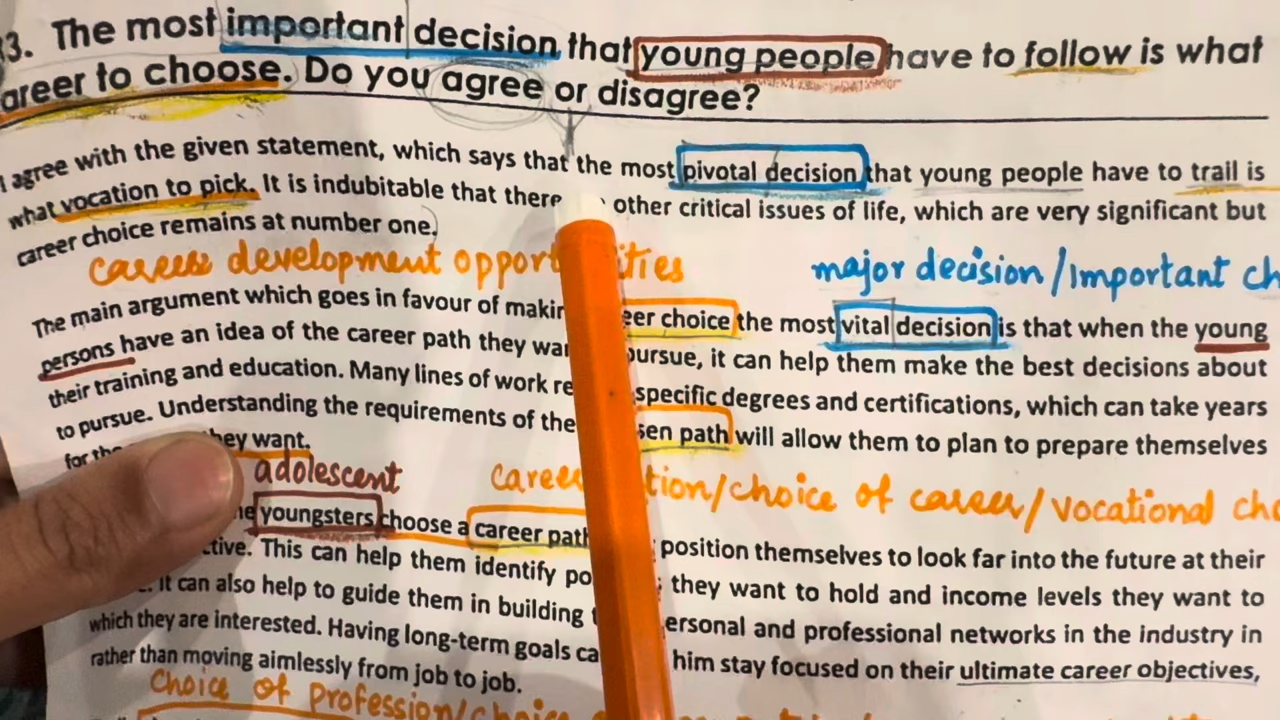 3. The most important decision that young people have to follow is what
areer to choose. Do you agree or disagree?
I agree with the given statement, which says that the most pivotal decision that young people have to trail is
what vocation to pick. It is indubitable that there other critical issues of life, which are very significant but
career choice remains at number one.
career development opport ities major decision/Important ch
The main argument which goes in favour of makin eer choice the most vital decision is that when the young
persons have an idea of the career path they wan pursue, it can help them make the best decisions about
their training and education. Many lines of work re specific degrees and certifications, which can take years
to pursue. Understanding the requirements of the sen path will allow them to plan to prepare themselves
for the they want.
adolescent career tion/choice of career/vocational cho
youngsters choose a career path position themselves to look far into the future at their
ctive. This can help them identify po they want to hold and income levels they want to
it can also help to guide them in building ersonal and professional networks in the industry in
which they are interested. Having long-term goals ca him stay focused on their ultimate career objectives,
rather than moving aimlessly from job to job.
Choice of profession/choice